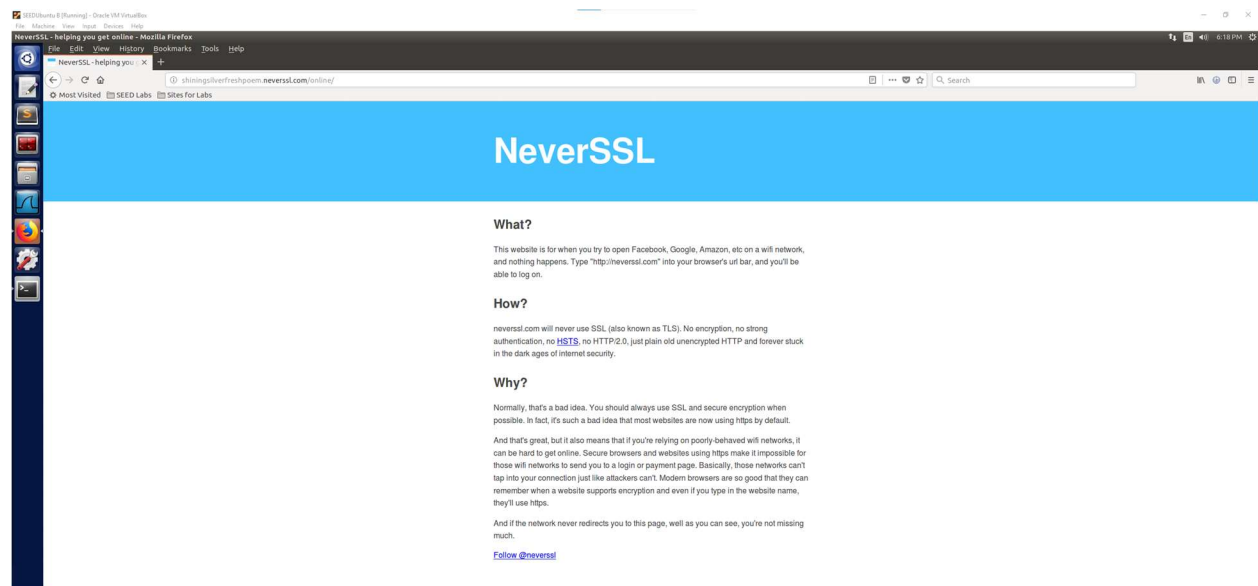 SEEDUbuntu B [Running] - Oracle VM VirtualBox
File Machine View Input Devices Help
NeverSSL - helping you get online - Mozilla Firefox
En 6:18 PM
File Edit View History Bookmarks Tools Help
NeverSSL - helping you g
shiningsilverfreshpoem.neverssl.com/online/
Search
Most Visited SEED Labs Sites for Labs
NeverSSL
What?
This website is for when you try to open Facebook, Google, Amazon, etc on a wifi network,
and nothing happens. Type "http://neverssl.com" into your browser's url bar, and you'll be
able to log on.
How?
neverssl.com will never use SSL (also known as TLS). No encryption, no strong
authentication, no HSTS, no HTTP/2.0, just plain old unencrypted HTTP and forever stuck
in the dark ages of internet security.
Why?
Normally, that's a bad idea. You should always use SSL and secure encryption when
possible. In fact, it's such a bad idea that most websites are now using https by default.
And that's great, but it also means that if you're relying on poorly-behaved wifi networks, it
can be hard to get online. Secure browsers and websites using https make it impossible for
those wifi networks to send you to a login or payment page. Basically, those networks can't
tap into your connection just like attackers can't. Modern browsers are so good that they can
remember when a website supports encryption and even if you type in the website name,
they'll use https.
And if the network never redirects you to this page, well as you can see, you're not missing
much.
Follow @neverssl